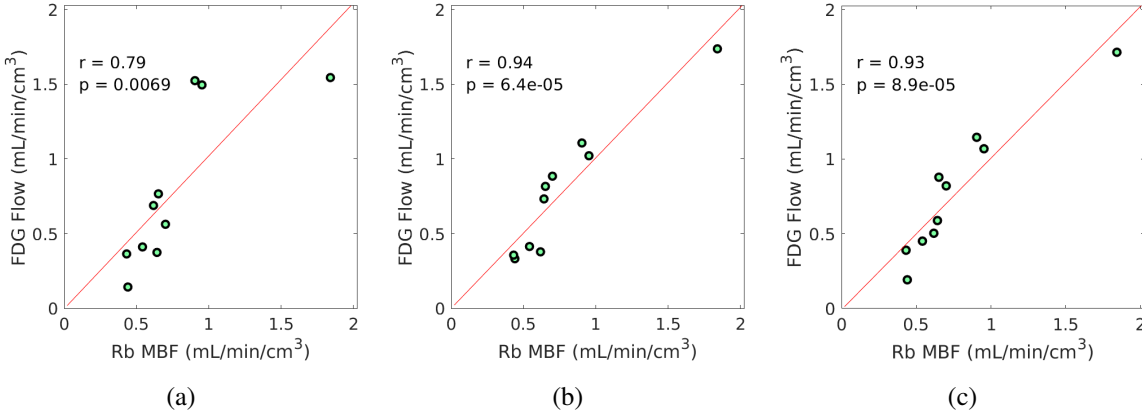 2
1.5
1
0.5
0
r = 0.79
p = 0.0069
FDG Flow (mL/min/cm³)
0 0.5 1 1.5 2
Rb MBF (mL/min/cm³)
(a)
2
1.5
1
0.5
0
r = 0.94
p = 6.4e-05
FDG Flow (mL/min/cm³)
0 0.5 1 1.5 2
Rb MBF (mL/min/cm³)
(b)
2
1.5
1
0.5
0
r = 0.93
p = 8.9e-05
FDG Flow (mL/min/cm³)
0 0.5 1 1.5 2
Rb MBF (mL/min/cm³)
(c)